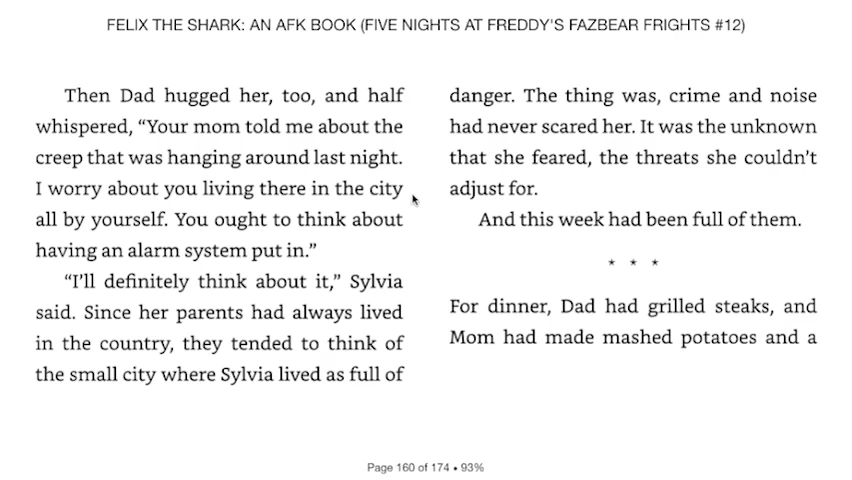 FELIX THE SHARK: AN AFK BOOK (FIVE NIGHTS AT FREDDY'S FAZBEAR FRIGHTS #12)
Then Dad hugged her, too, and half
whispered, “Your mom told me about the
creep that was hanging around last night.
I worry about you living there in the city
all by yourself. You ought to think about
having an alarm system put in.”
“I’ll definitely think about it,” Sylvia
said. Since her parents had always lived
in the country, they tended to think of
the small city where Sylvia lived as full of
danger. The thing was, crime and noise
had never scared her. It was the unknown
that she feared, the threats she couldn’t
adjust for.
And this week had been full of them.
* * *
For dinner, Dad had grilled steaks, and
Mom had made mashed potatoes and a
Page 160 of 174 • 93%